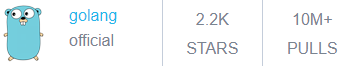 golang
official
2.2K
STARS
10M+
PULLS